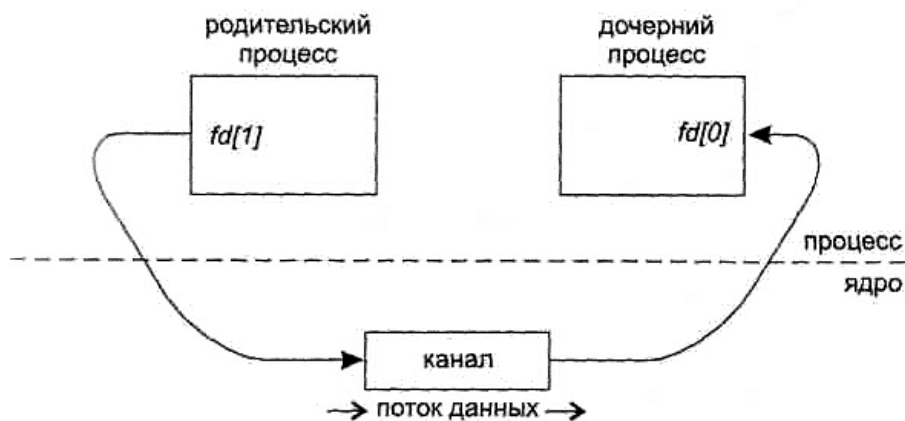 родительский
процесс
дочерний
процесс
fd[1]
fd[0]
процесс
ядро
канал
поток данных